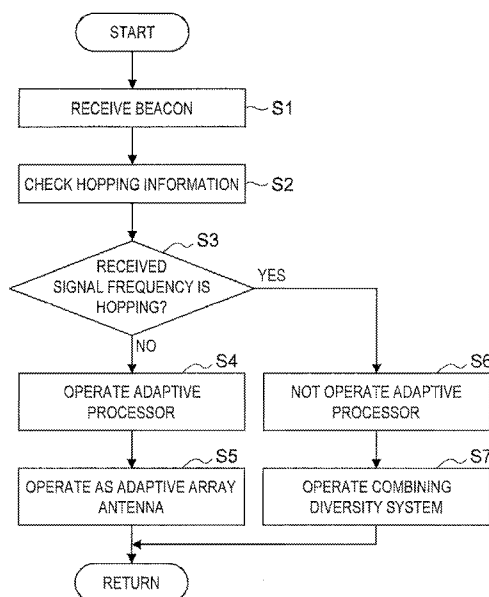 START
RECEIVE BEACON
S1
CHECK HOPPING INFORMATION
S2
S3
RECEIVED
SIGNAL FREQUENCY IS
HOPPING?
YES
NO
S4
OPERATE ADAPTIVE
PROCESSOR
S6
NOT OPERATE ADAPTIVE
PROCESSOR
S5
OPERATE AS ADAPTIVE ARRAY
ANTENNA
S7
OPERATE COMBINING
DIVERSITY SYSTEM
RETURN